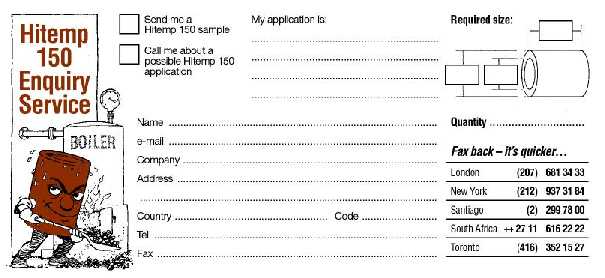 Hitemp
150
Enquiry
Service
BOILER
Send me a
Hitemp 150 sample
Call me about a
possible Hitemp 150
application
My application is:
Name
e-mail
Company
Address
Country Code
Tel
Fax
Required size:
Quantity
Fax back – it's quicker…
London (207) 681 34 33
New York (212) 937 31 84
Santiago (2) 299 78 00
South Africa ++ 27 11 616 22 22
Toronto (416) 352 15 27